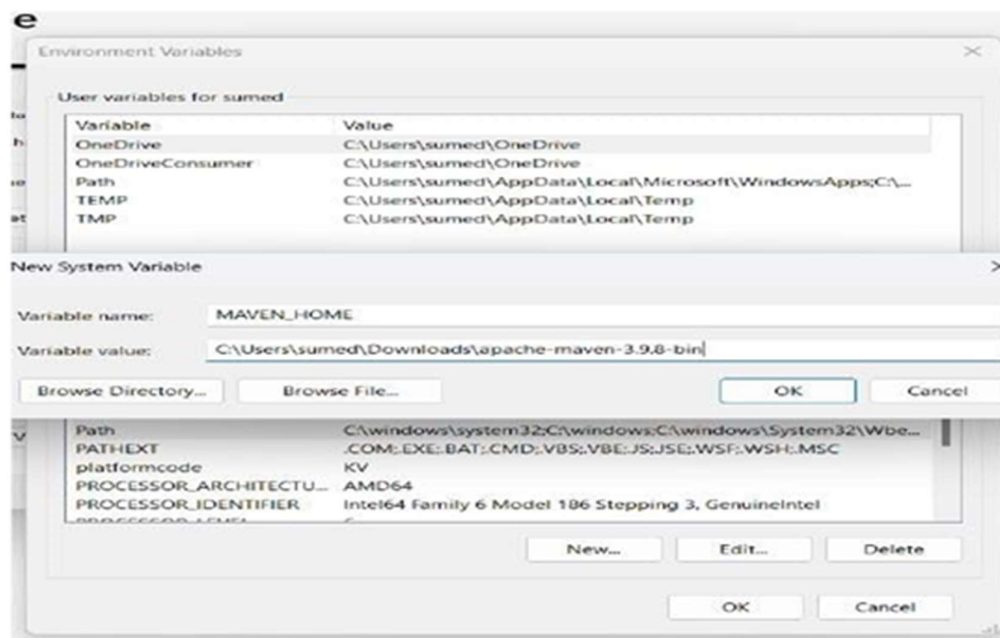 e
Environment Variables
User variables for sumed
Variable Value
OneDrive C:\Users\sumed\OneDrive
OneDriveConsumer C:\Users\sumed\OneDrive
Path C:\Users\sumed\AppData\Local\Microsoft\WindowsApps;C:\...
TEMP C:\Users\sumed\AppData\Local\Temp
TMP C:\Users\sumed\AppData\Local\Temp
New System Variable
Variable name: MAVEN_HOME
Variable value: C:\Users\sumed\Downloads\apache-maven-3.9.8-bin
Browse Directory... Browse File... OK Cancel
Path C:\windows\system32;C:\windows;C:\windows\System32\Wbe...
PATHEXT .COM;.EXE;.BAT;.CMD;.VBS;.VBE;.JS;.JSE;.WSF;.WSH;.MSC
platformcode KV
PROCESSOR_ARCHITECTU... AMD64
PROCESSOR_IDENTIFIER Intel64 Family 6 Model 186 Stepping 3, GenuineIntel
New... Edit... Delete
OK Cancel